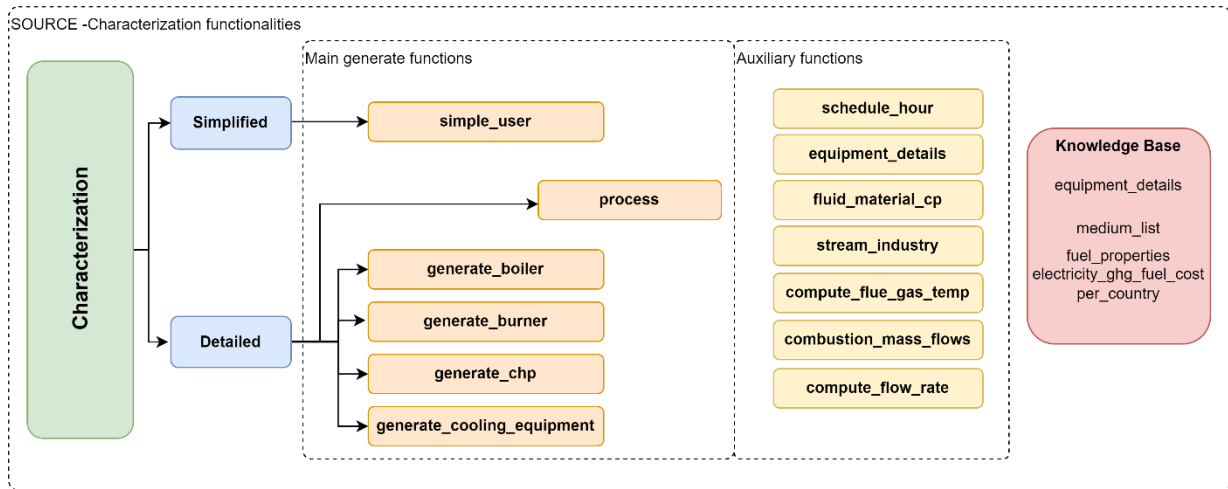 SOURCE -Characterization functionalities
Characterization
Simplified
Detailed
Main generate functions
simple_user
process
generate_boiler
generate_burner
generate_chp
generate_cooling_equipment
Auxiliary functions
schedule_hour
equipment_details
fluid_material_cp
stream_industry
compute_flue_gas_temp
combustion_mass_flows
compute_flow_rate
Knowledge Base
equipment_details
medium_list
fuel_properties
electricity_ghg_fuel_cost
per_country